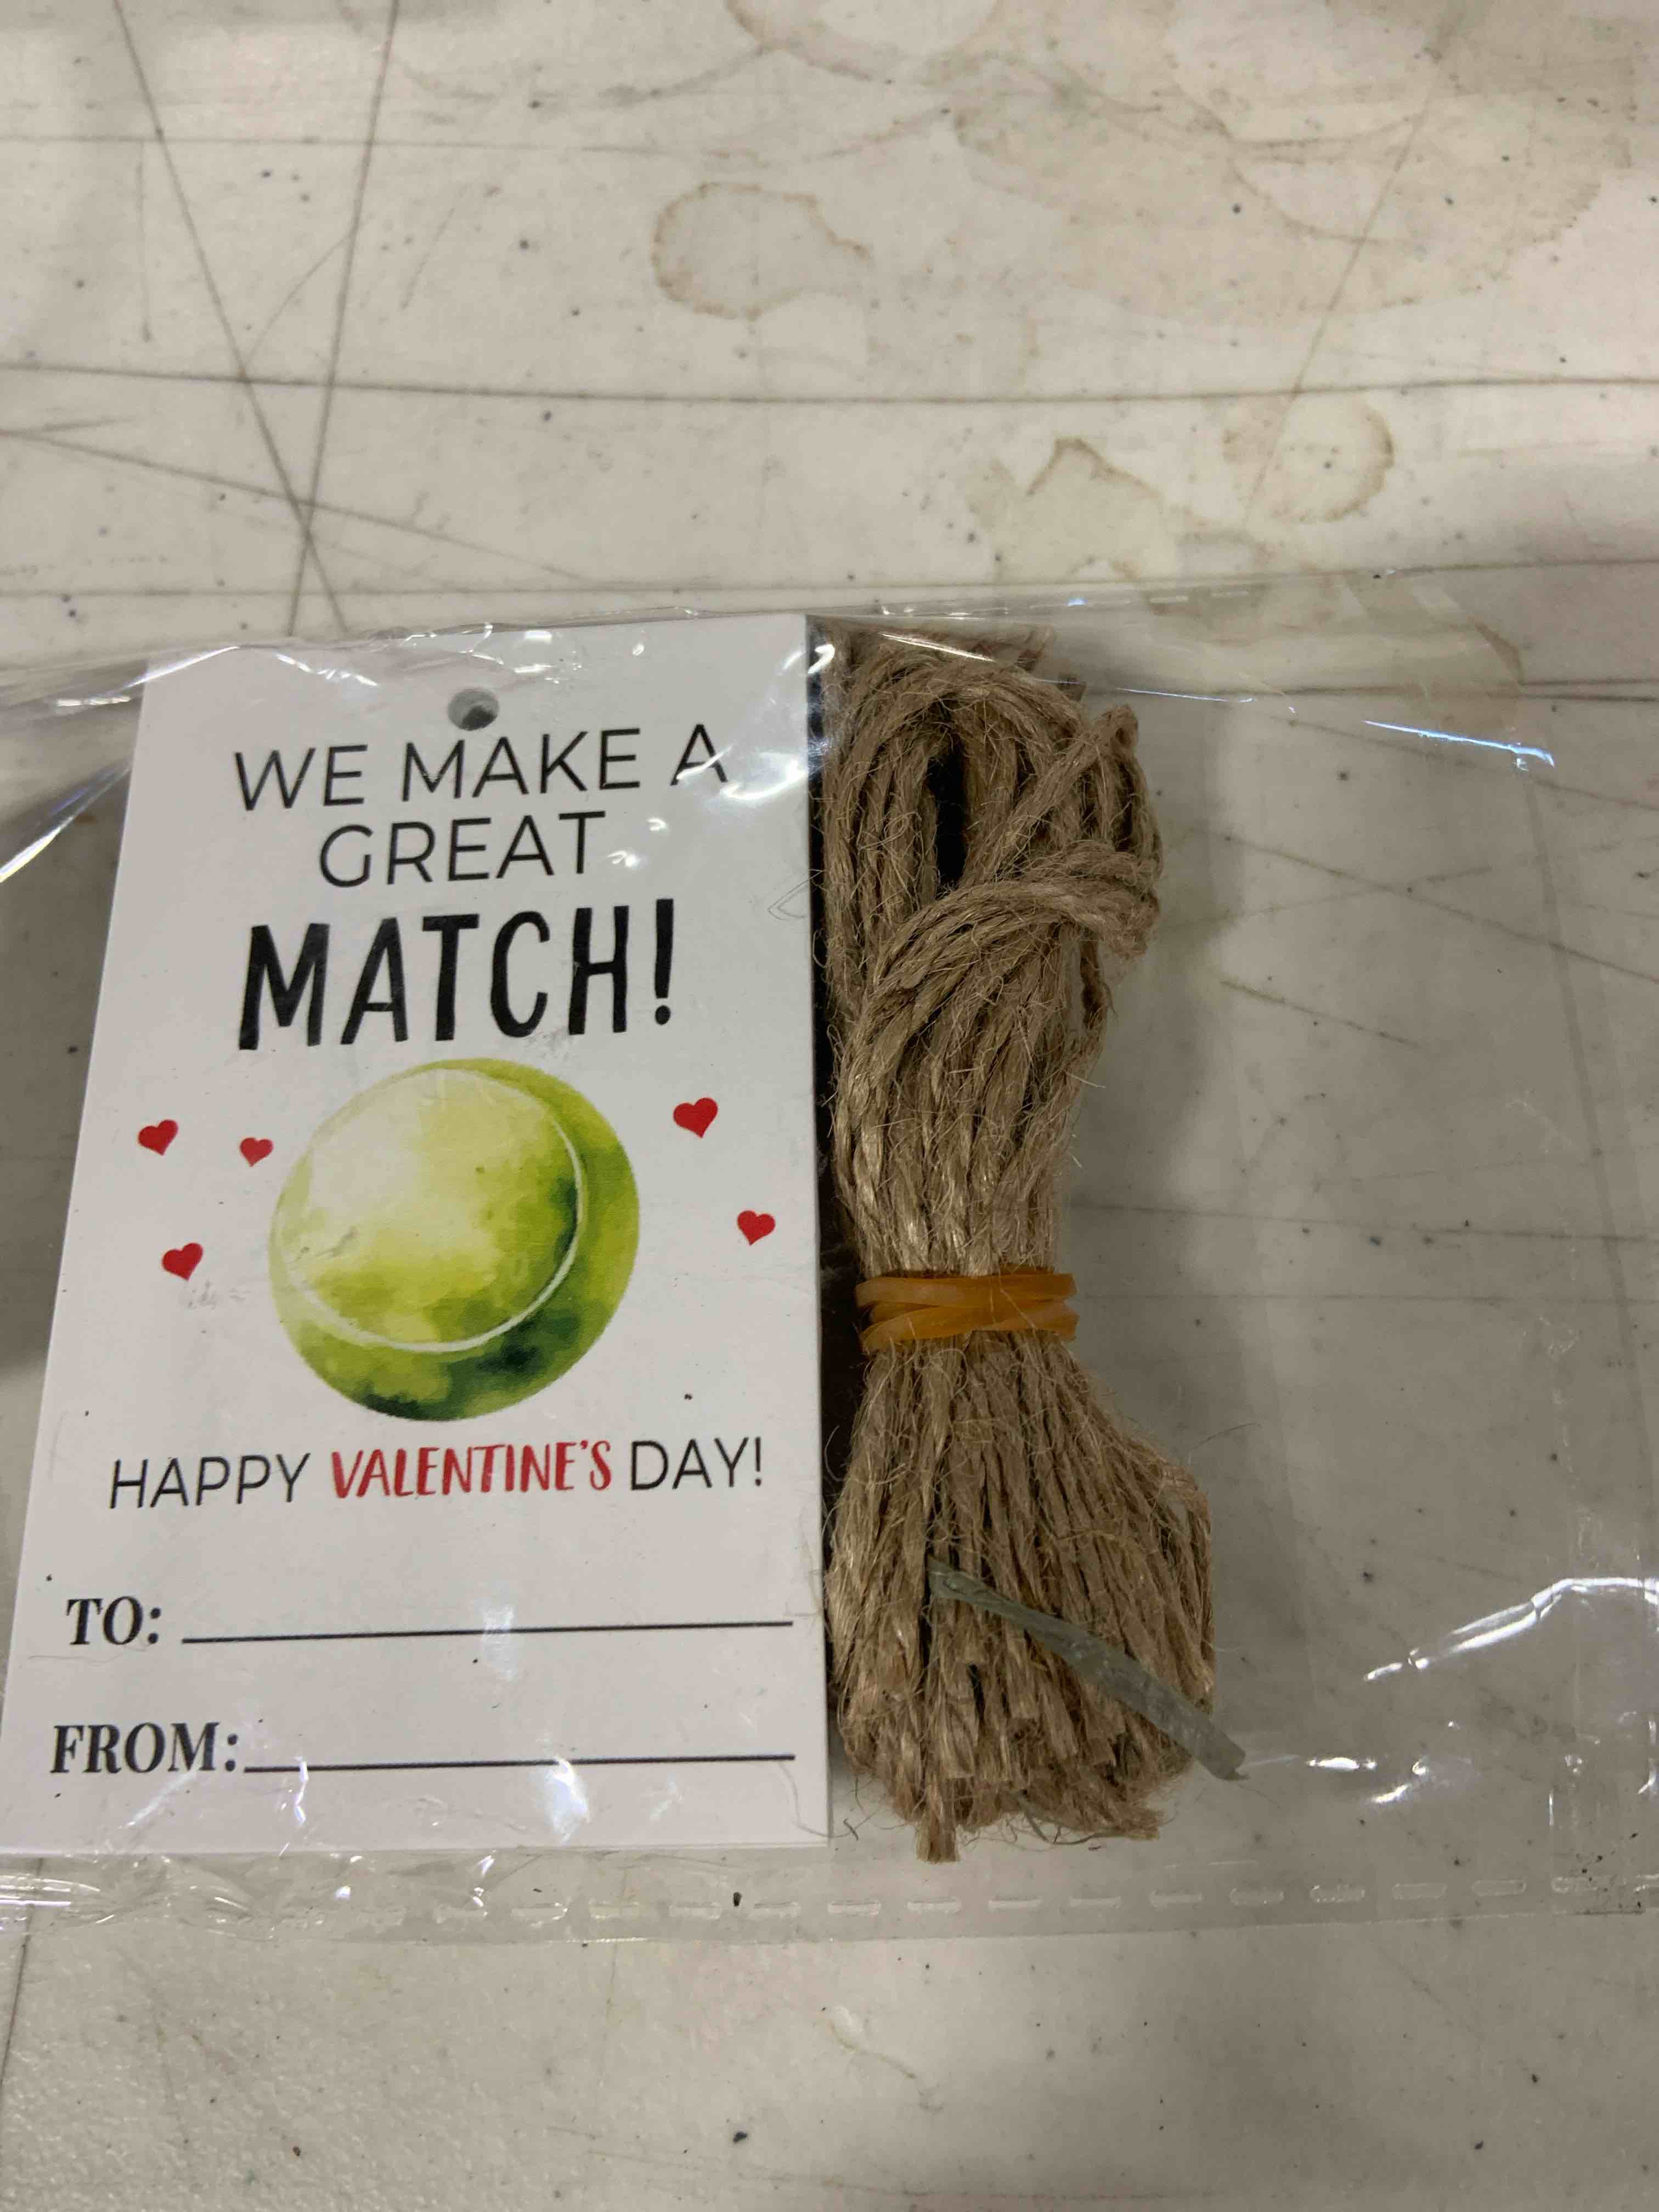 WE MAKE A
GREAT
MATCH!
HAPPY VALENTINE'S DAY!
TO:
FROM: